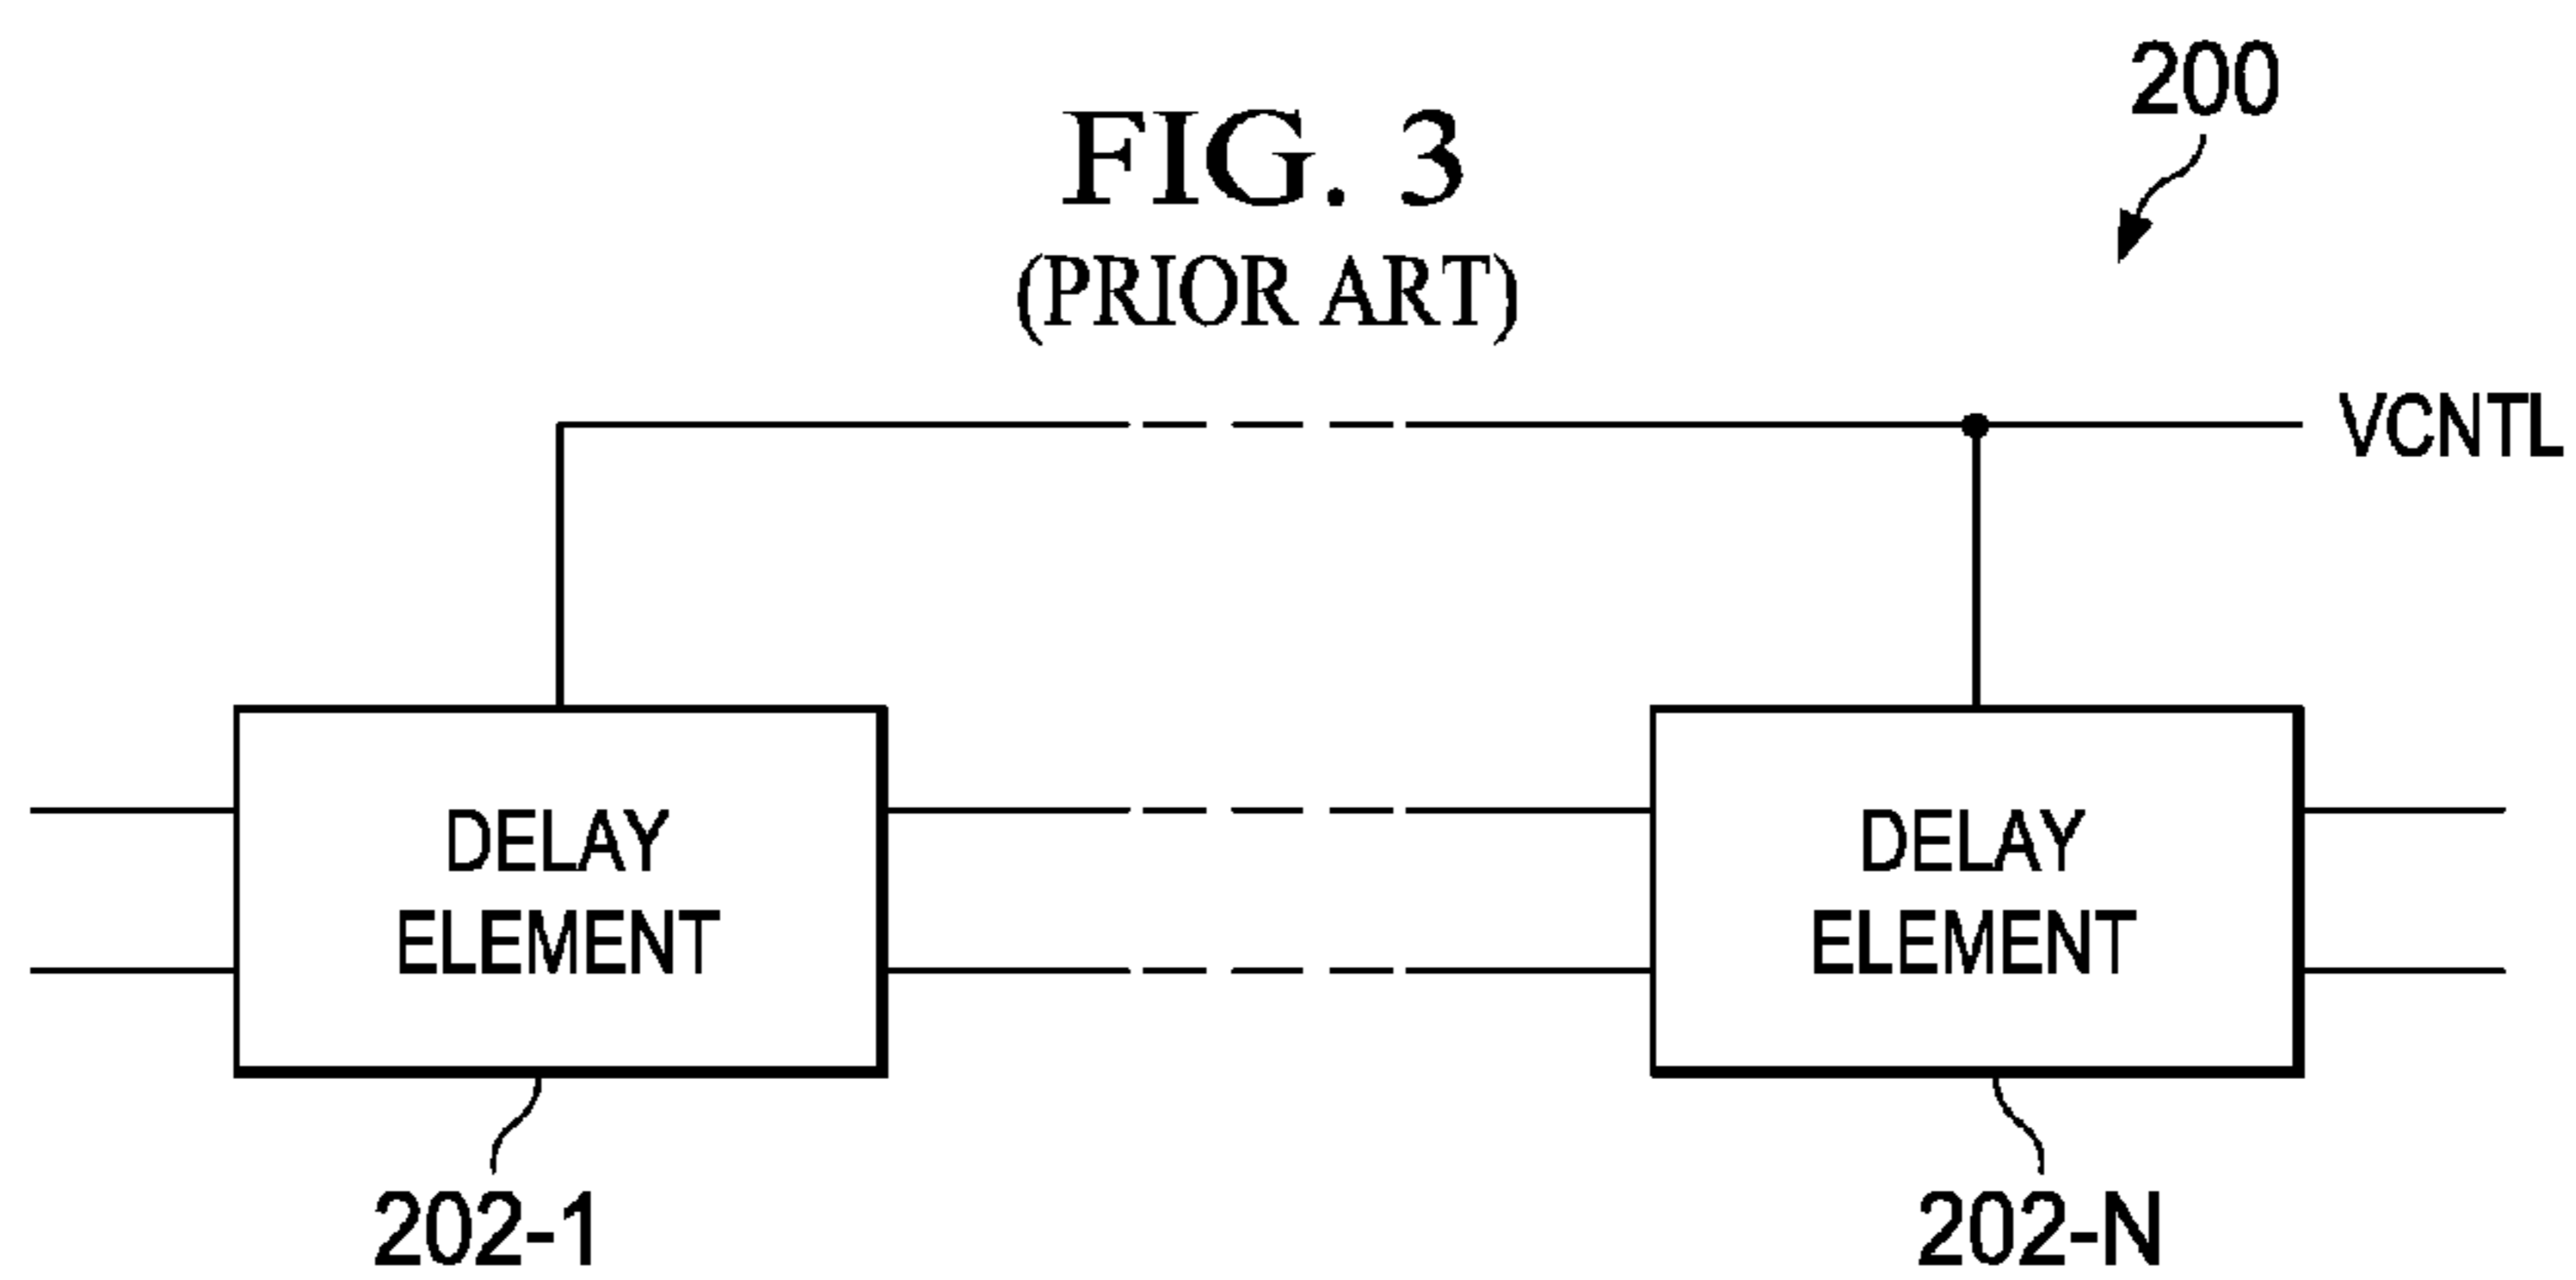 200
FIG. 3
(PRIOR ART)
VCNTL
DELAY
ELEMENT
DELAY
ELEMENT
202-1
202-N